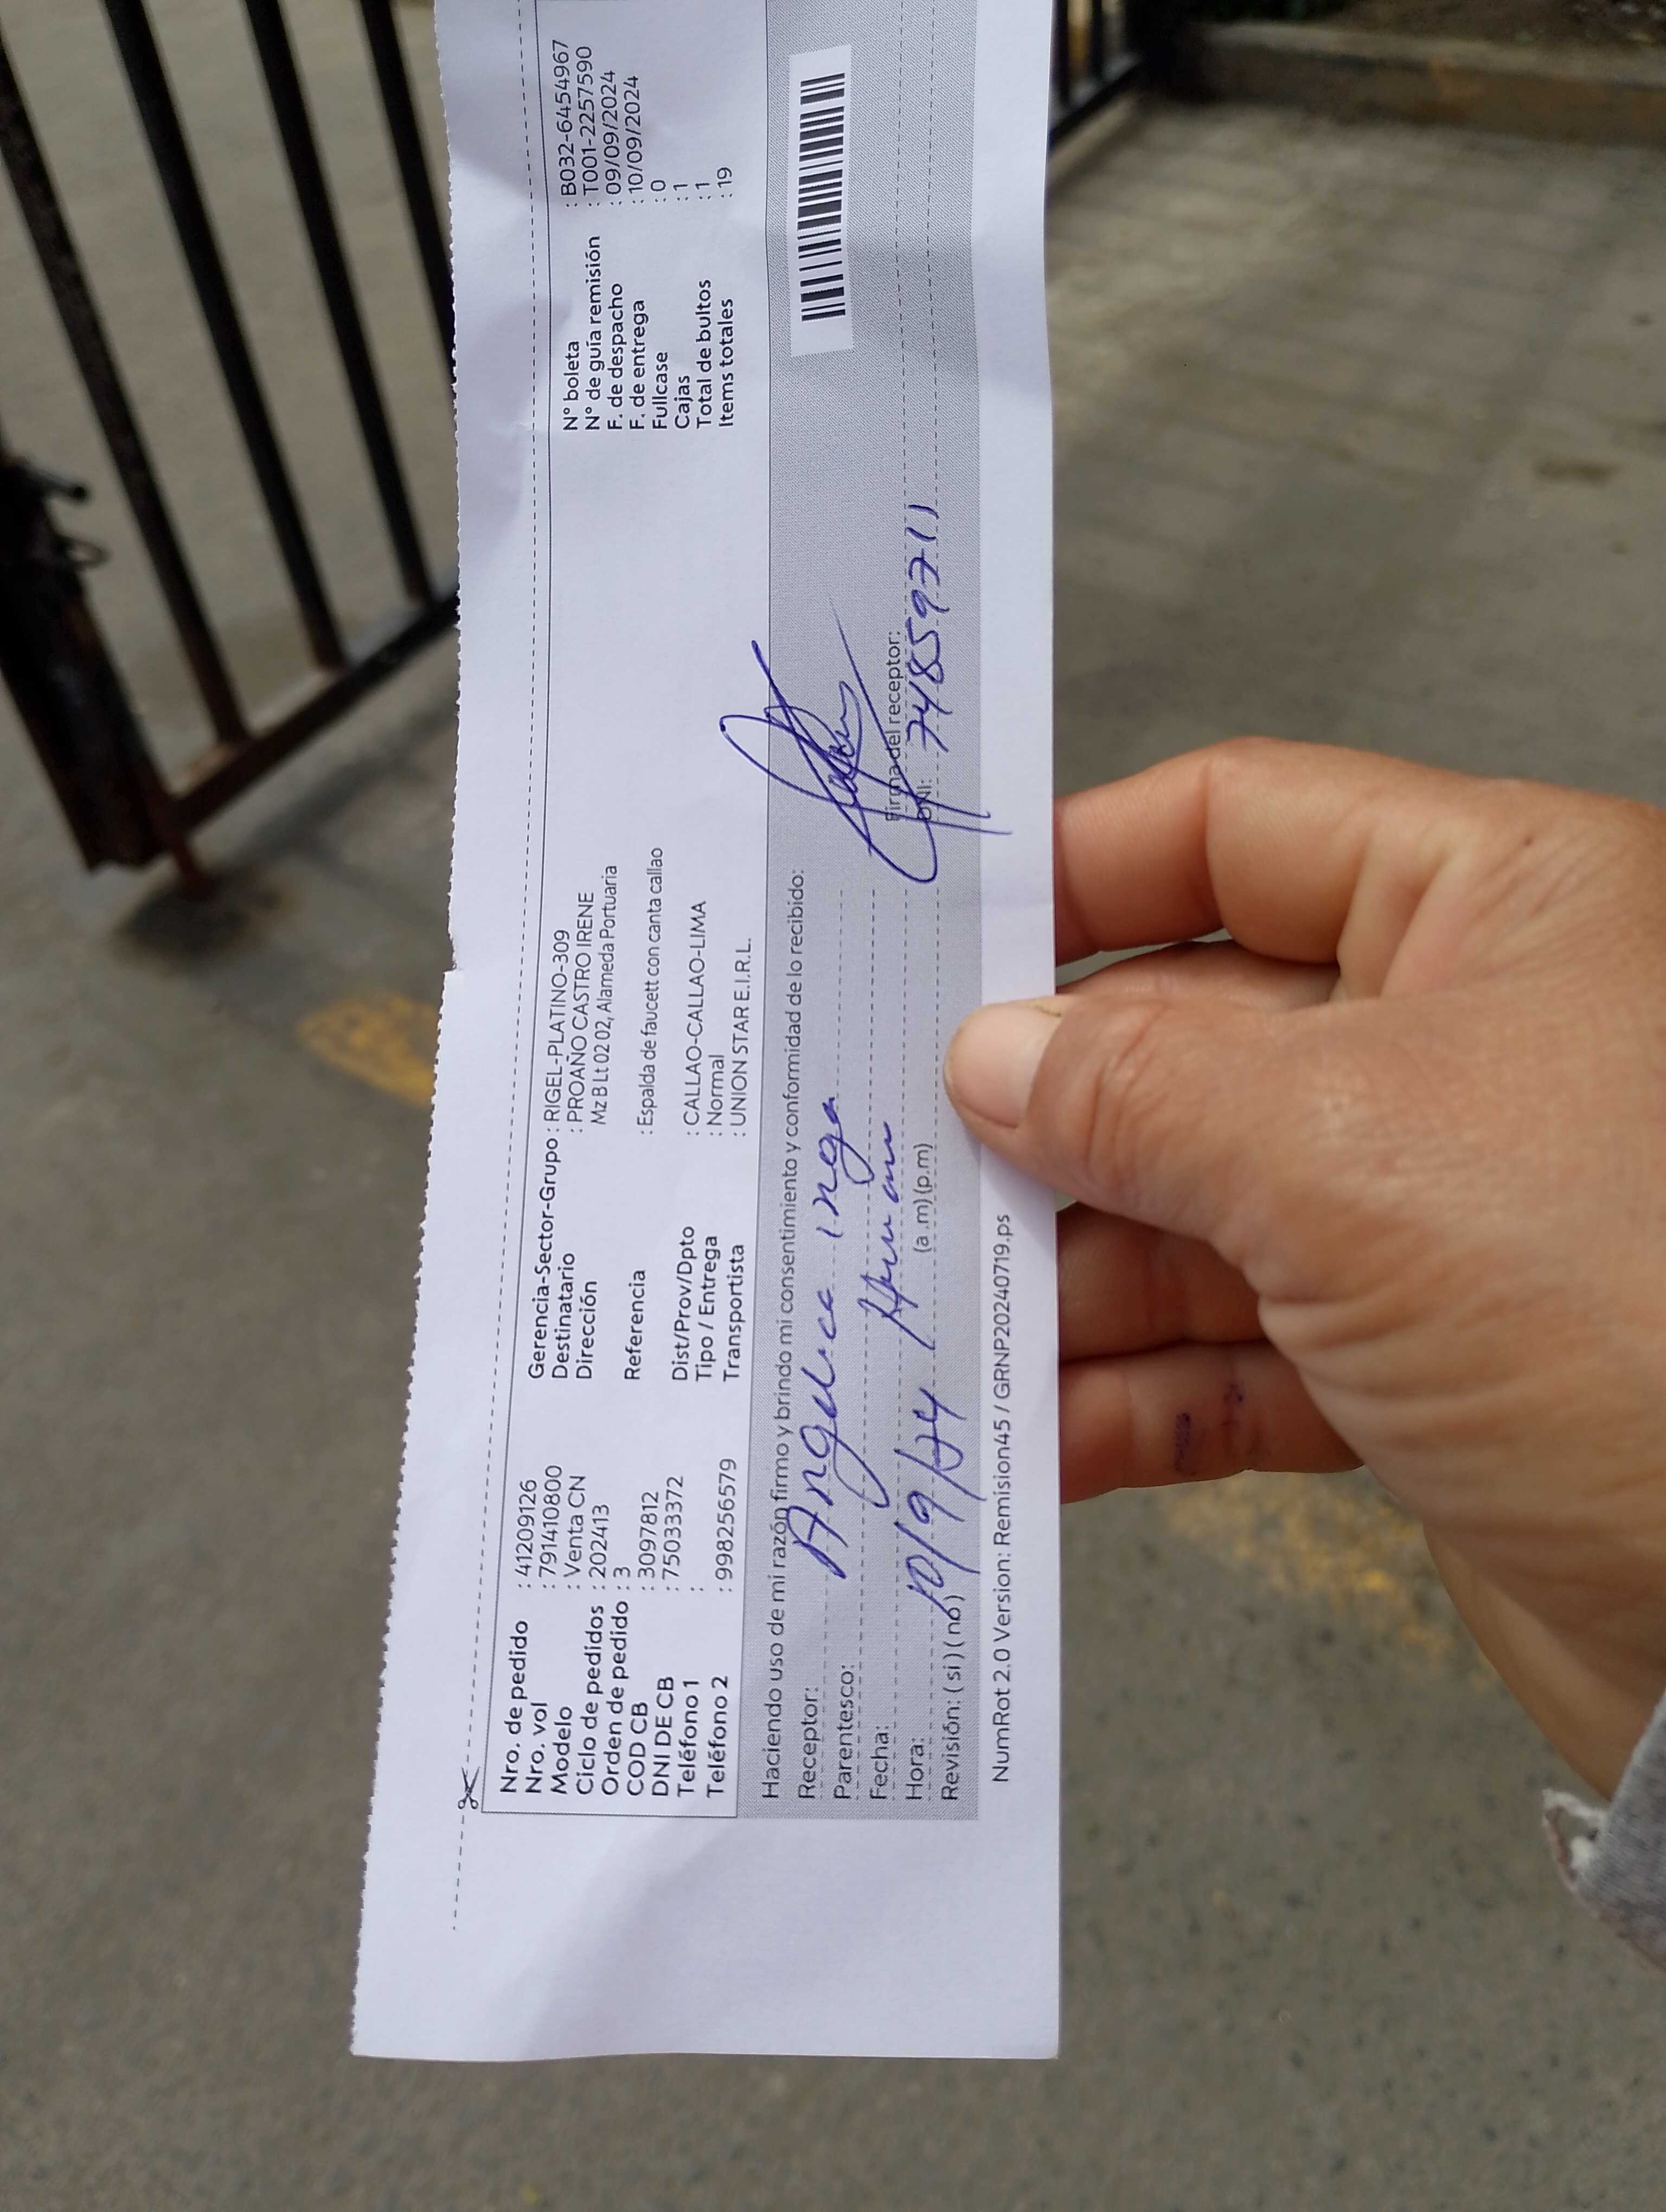 Nro. de pedido : 41209126
Nro. vol : 791410800
Modelo : Venta CN
Ciclo de pedidos : 202413
Orden de pedido : 3
COD CB : 3097812
DNI DE CB : 75033372
Teléfono 1 :
Teléfono 2 : 998256579
Gerencia-Sector-Grupo : RIGEL-PLATINO-309
Destinatario : PROAÑO CASTRO IRENE
Dirección Mz B Lt 02 02, Alameda Portuaria
Referencia : Espalda de faucett con canta callao
Dist/Prov/Dpto : CALLAO-CALLAO-LIMA
Tipo / Entrega : Normal
Transportista : UNION STAR E.I.R.L.
N° boleta : B032-6454967
N° de guía remisión : T001-22575590
F. de despacho : 09/09/2024
F. de entrega : 10/09/2024
Fullcase : 0
Cajas : 1
Total de bultos : 1
Items totales : 19
Haciendo uso de mi razón firmo y brindo mi consentimiento y conformidad de lo recibido:
Receptor: Angelica inga
Parentesco:
Fecha: 10/9/24
Hora: (a .m) (p.m)
Revisión: ( si ) ( no )
Firma del receptor:
DNI: 74859711
NumRot 2.0 Version: Remision45 / GRNP20240719.ps